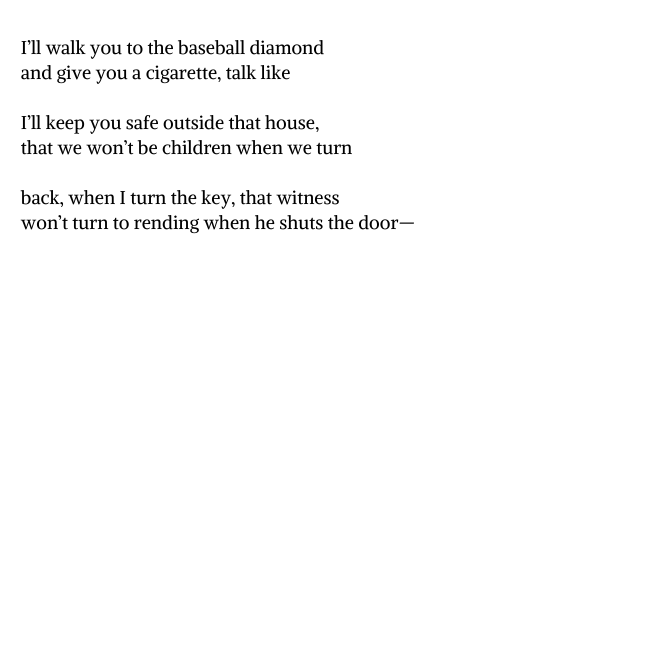 I’ll walk you to the baseball diamond
and give you a cigarette, talk like
I’ll keep you safe outside that house,
that we won’t be children when we turn
back, when I turn the key, that witness
won’t turn to rending when he shuts the door—